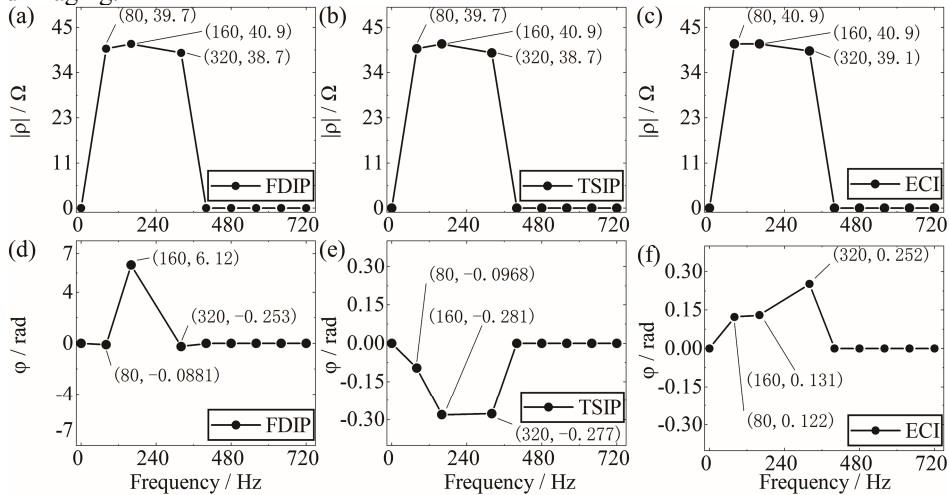 (a)
45
34
23
11
0
|ρ| / Ω
(80, 39.7)
(160, 40.9)
(320, 38.7)
FDIP
0 240 480 720
(b)
45
34
23
11
0
|ρ| / Ω
(80, 39.7)
(160, 40.9)
(320, 38.7)
TSIP
0 240 480 720
(c)
45
34
23
11
0
|ρ| / Ω
(80, 40.9)
(160, 40.9)
(320, 39.1)
ECI
0 240 480 720
(d)
7
4
0
-4
-7
φ / rad
(160, 6.12)
(320, -0.253)
(80, -0.0881)
FDIP
0 240 480 720
Frequency / Hz
(e)
0.30
0.15
0.00
-0.15
-0.30
φ / rad
(80, -0.0968)
(160, -0.281)
TSIP
(320, -0.277)
0 240 480 720
Frequency / Hz
(f)
0.30
0.15
0.00
-0.15
-0.30
φ / rad
(320, 0.252)
(160, 0.131)
(80, 0.122)
ECI
0 240 480 720
Frequency / Hz